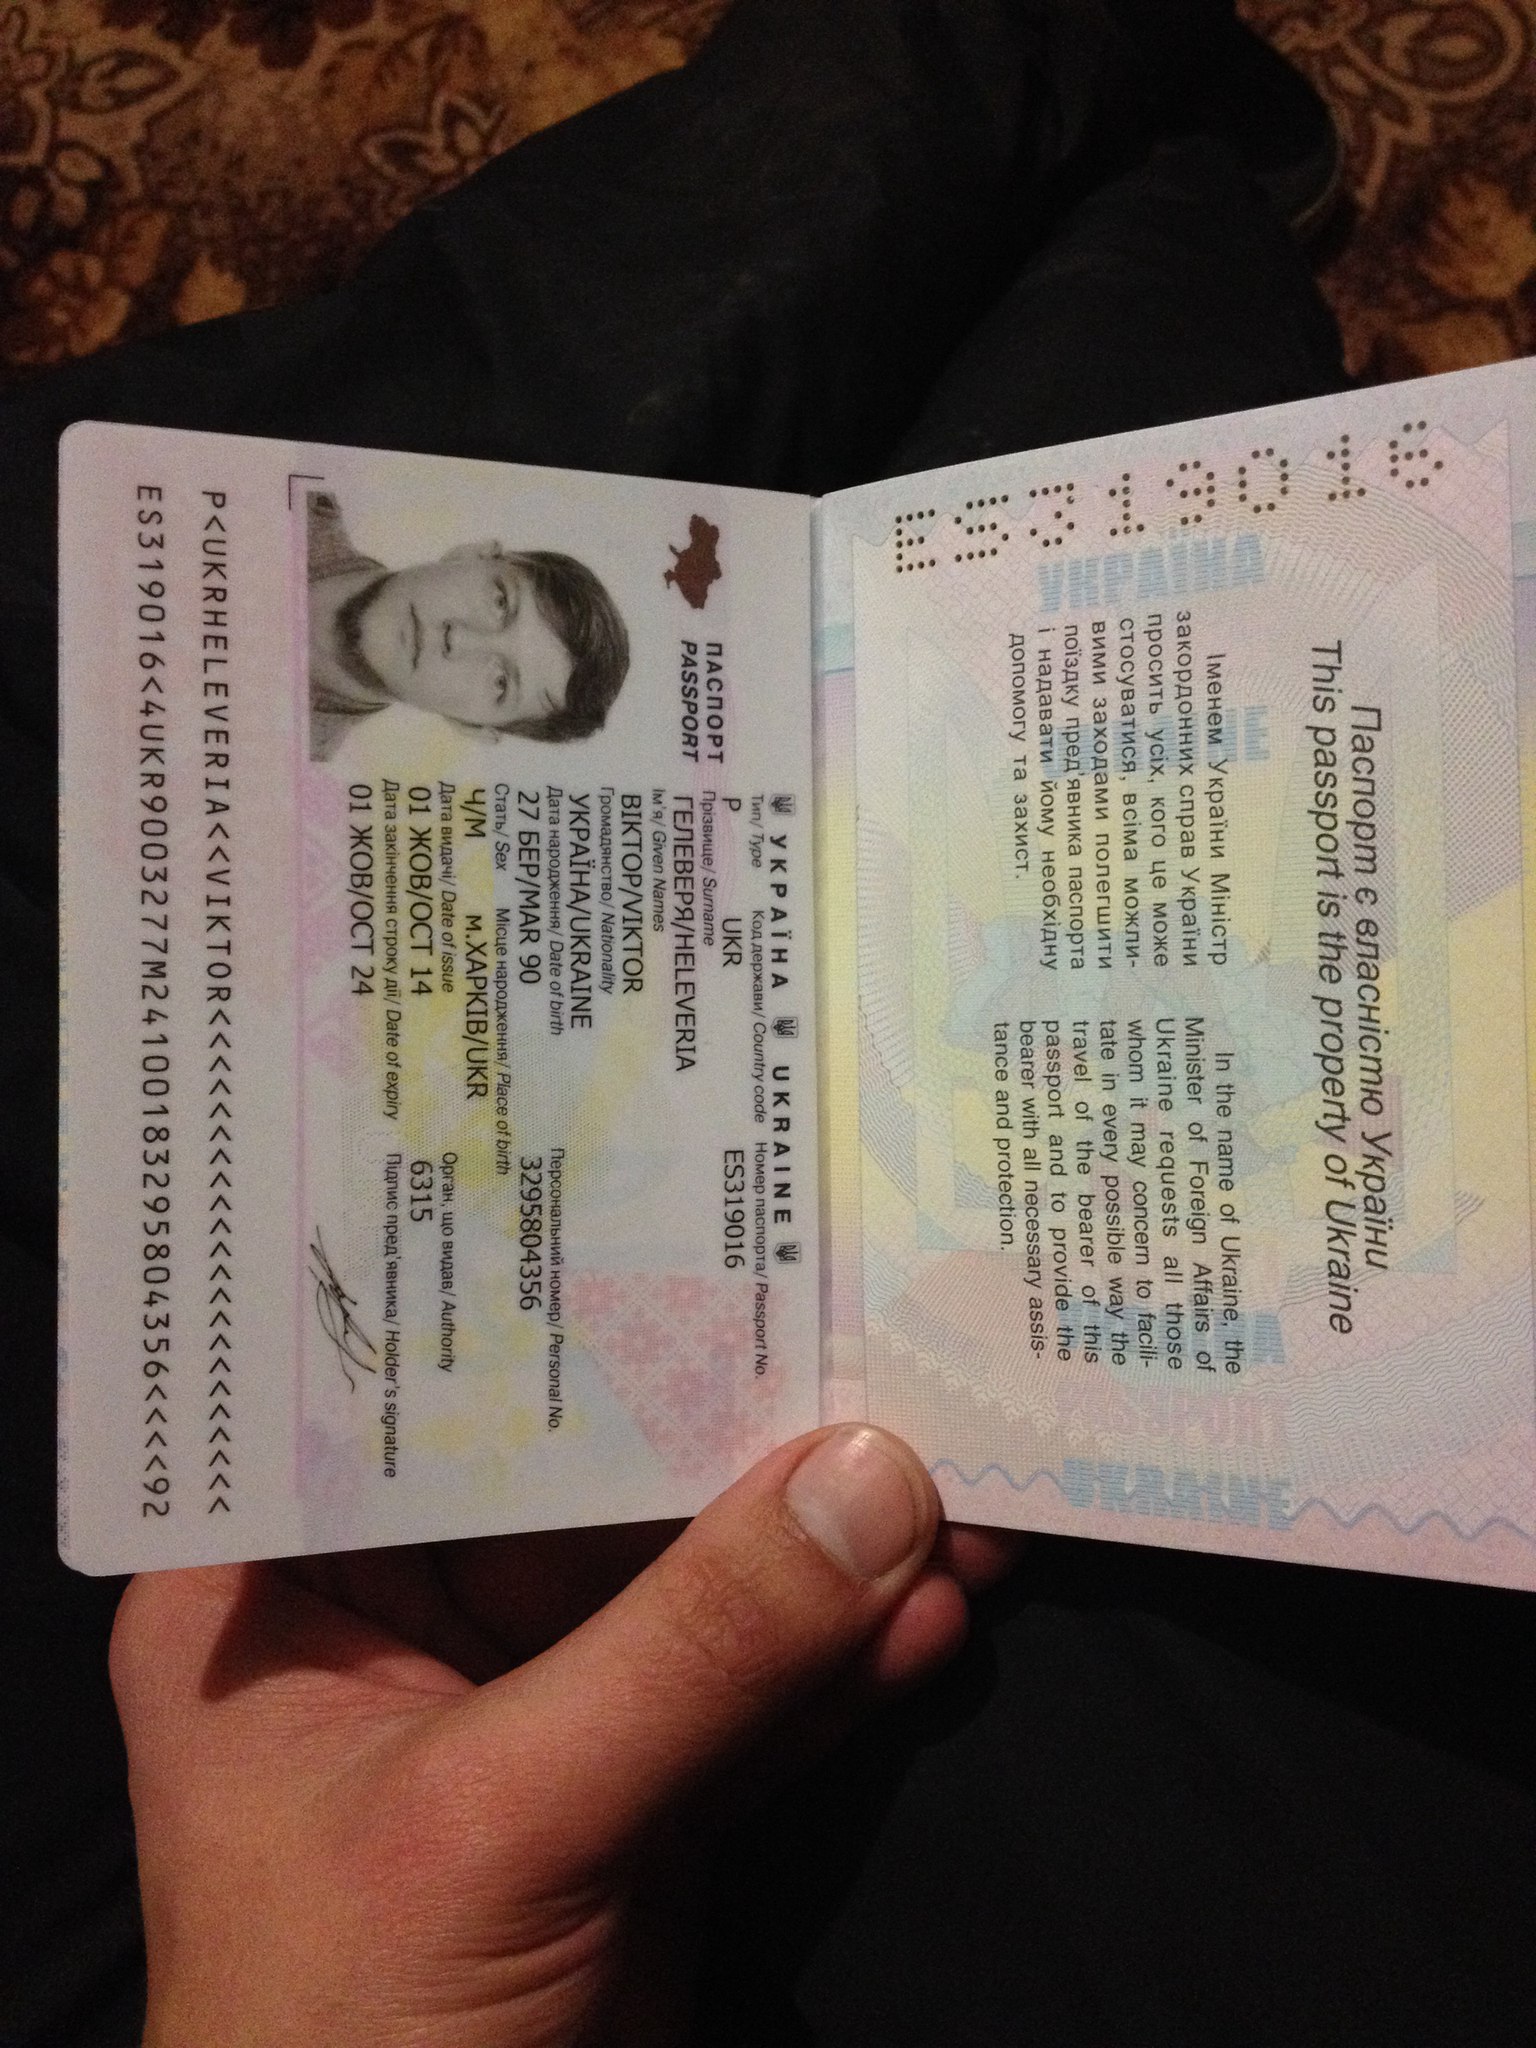 Паспорт є власністю України
This passport is the property of Ukraine
Іменем України Міністр
закордонних справ України
просить усіх, кого це може
стосуватися, всіма можли-
вими заходами полегшити
поїздку пред'явника паспорта
і надавати йому необхідну
допомогу та захист.
In the name of Ukraine, the
Minister of Foreign Affairs of
Ukraine requests all those
whom it may concern to facili-
tate in every possible way the
travel of the bearer of this
passport and to provide the
bearer with all necessary assis-
tance and protection.
УКРАЇНА
UKRAINE
ES319016
УКРАЇНА UKRAINE
ПАСПОРТ
PASSPORT
Тип/ Type Код держави/ Country code Номер паспорта/ Passport No.
P UKR ES319016
Прізвище/ Surname
ГЕЛЕВЕРЯ/HELEVERIA
Ім'я/ Given Names
ВІКТОР/VIKTOR
Громадянство/ Nationality
УКРАЇНА/UKRAINE
Дата народження/ Date of birth Персональний номер/ Personal No.
27 БЕР/MAR 90 3295804356
Стать/ Sex Місце народження/ Place of birth
Ч/M м.ХАРКІВ/UKR
Дата видачі/ Date of issue Орган, що видав/ Authority
01 ЖОВ/OCT 14 6315
Дата закінчення строку дії/ Date of expiry Підпис пред'явника/ Holder's signature
01 ЖОВ/OCT 24
P<UKRHELEVERIA<<VIKTOR<<<<<<<<<<<<<<<<<<<<<<
ES319016<4UKR9003277M24100183295804356<<<<92